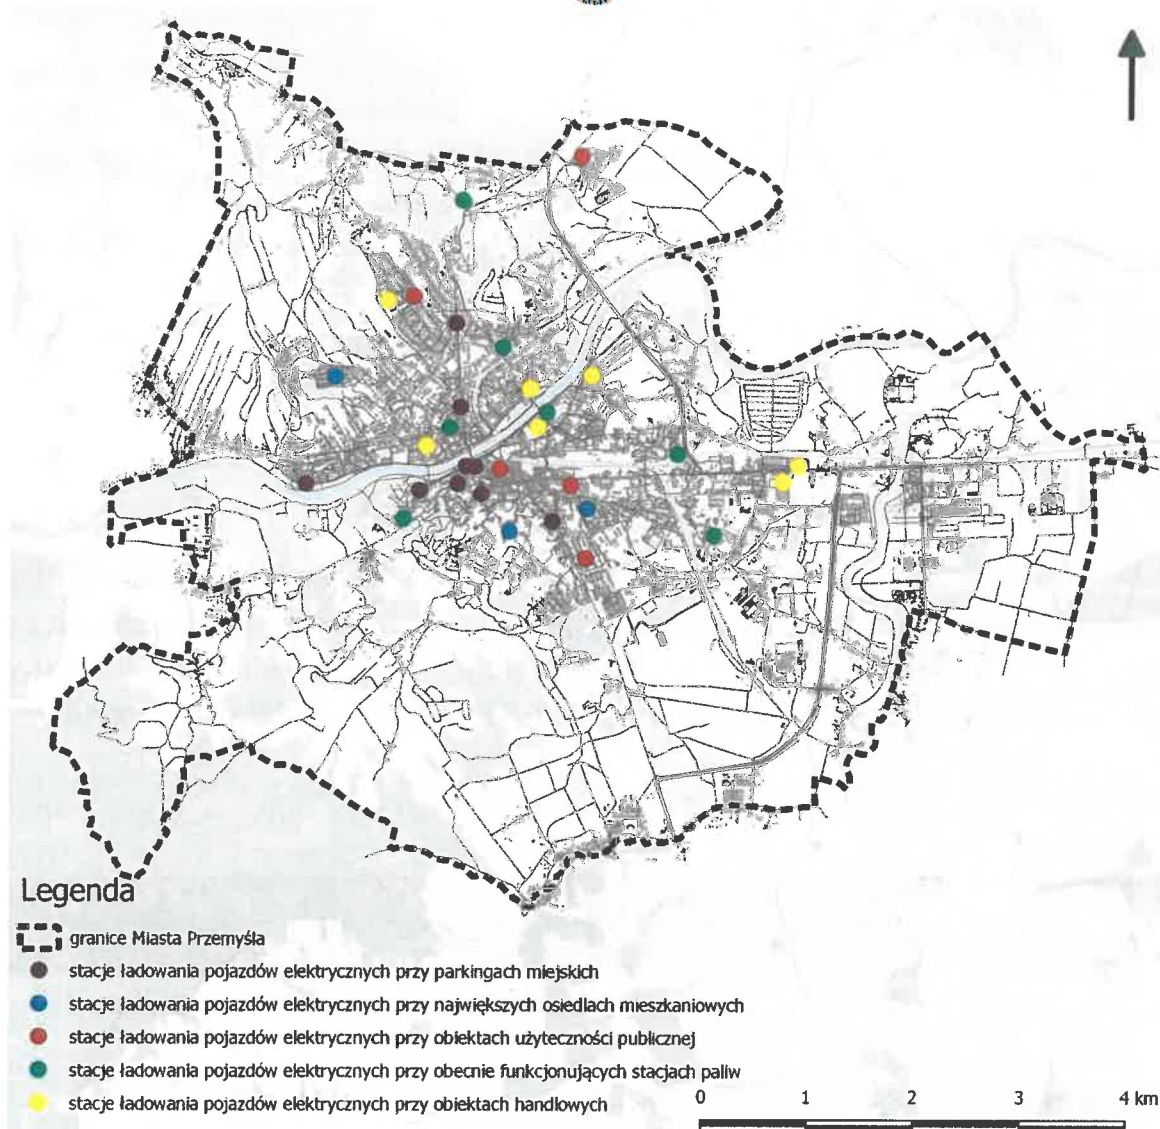 Legenda
granice Miasta Przemyśla
stacje ładowania pojazdów elektrycznych przy parkingach miejskich
stacje ładowania pojazdów elektrycznych przy największych osiedlach mieszkaniowych
stacje ładowania pojazdów elektrycznych przy obiektach użyteczności publicznej
stacje ładowania pojazdów elektrycznych przy obecnie funkcjonujących stacjach paliw
stacje ładowania pojazdów elektrycznych przy obiektach handlowych
0 1 2 3 4 km